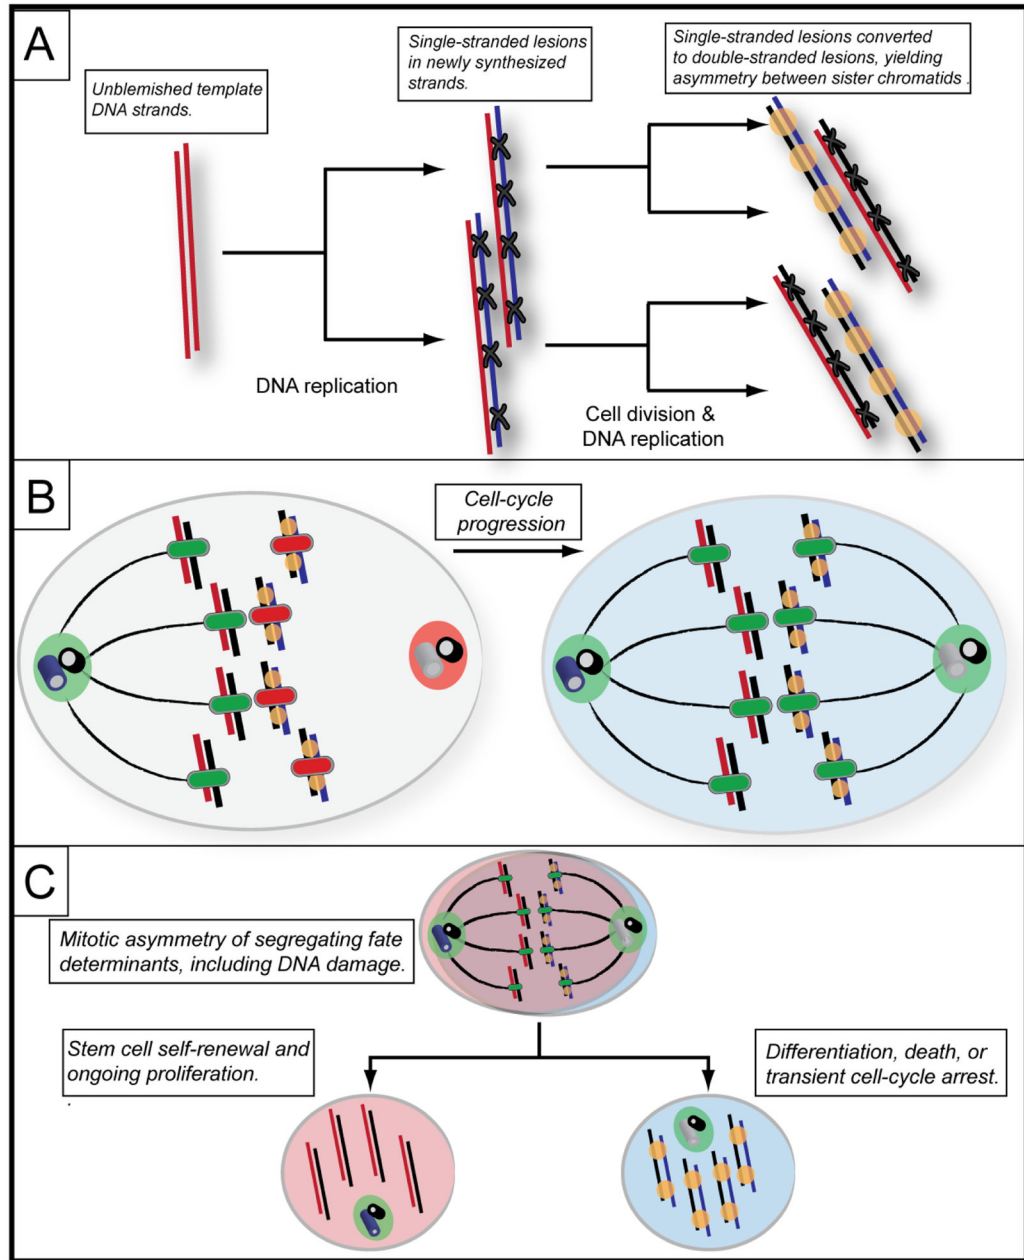 A
Unblemished template
DNA strands.
Single-stranded lesions
in newly synthesized
strands.
Single-stranded lesions converted
to double-stranded lesions, yielding
asymmetry between sister chromatids .
DNA replication
Cell division &
DNA replication
B
Cell-cycle
progression
C
Mitotic asymmetry of segregating fate
determinants, including DNA damage.
Stem cell self-renewal and
ongoing proliferation.
.
Differentiation, death, or
transient cell-cycle arrest.